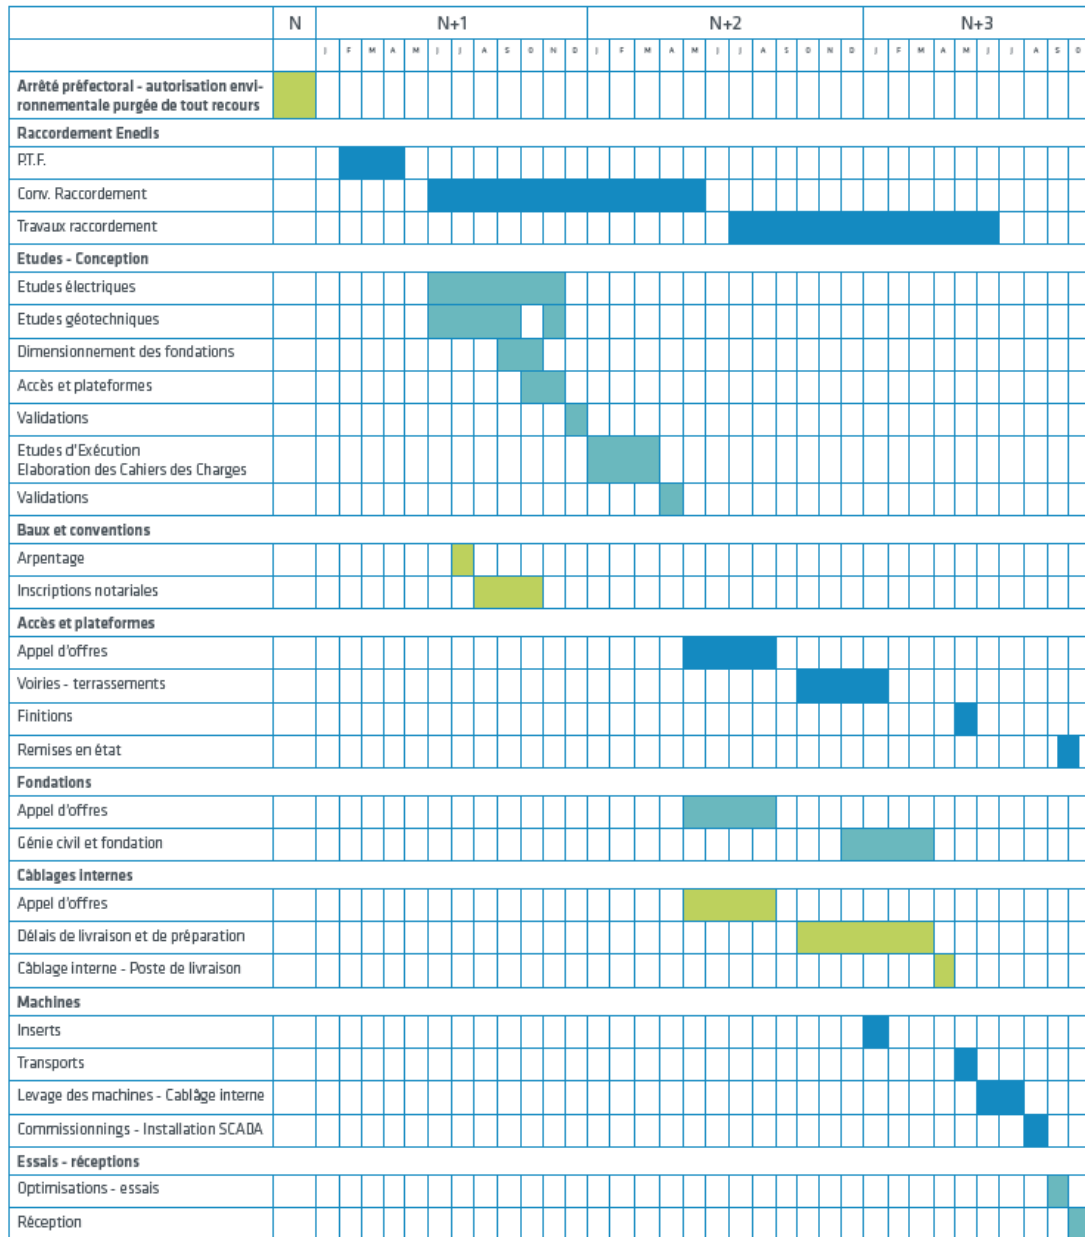 N N+1 N+2 N+3
J F M A M J J A S O N D J F M A M J J A S O N D J F M A M J J A S O
Arrêté préfectoral - autorisation envi-
ronnementale purgée de tout recours
Raccordement Enedis
P.T.F.
Conv. Raccordement
Travaux raccordement
Etudes - Conception
Etudes électriques
Etudes géotechniques
Dimensionnement des fondations
Accès et plateformes
Validations
Etudes d'Exécution
Elaboration des Cahiers des Charges
Validations
Baux et conventions
Arpentage
Inscriptions notariales
Accès et plateformes
Appel d'offres
Voiries - terrassements
Finitions
Remises en état
Fondations
Appel d'offres
Génie civil et fondation
Câblages internes
Appel d'offres
Délais de livraison et de préparation
Câblage interne - Poste de livraison
Machines
Inserts
Transports
Levage des machines - Cablâge interne
Commissionnings - Installation SCADA
Essais - réceptions
Optimisations - essais
Réception